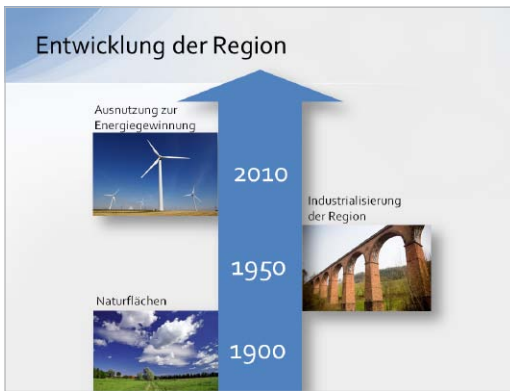 Entwicklung der Region
Ausnutzung zur
Energiegewinnung
2010
Industrialisierung
der Region
1950
Naturflächen
1900